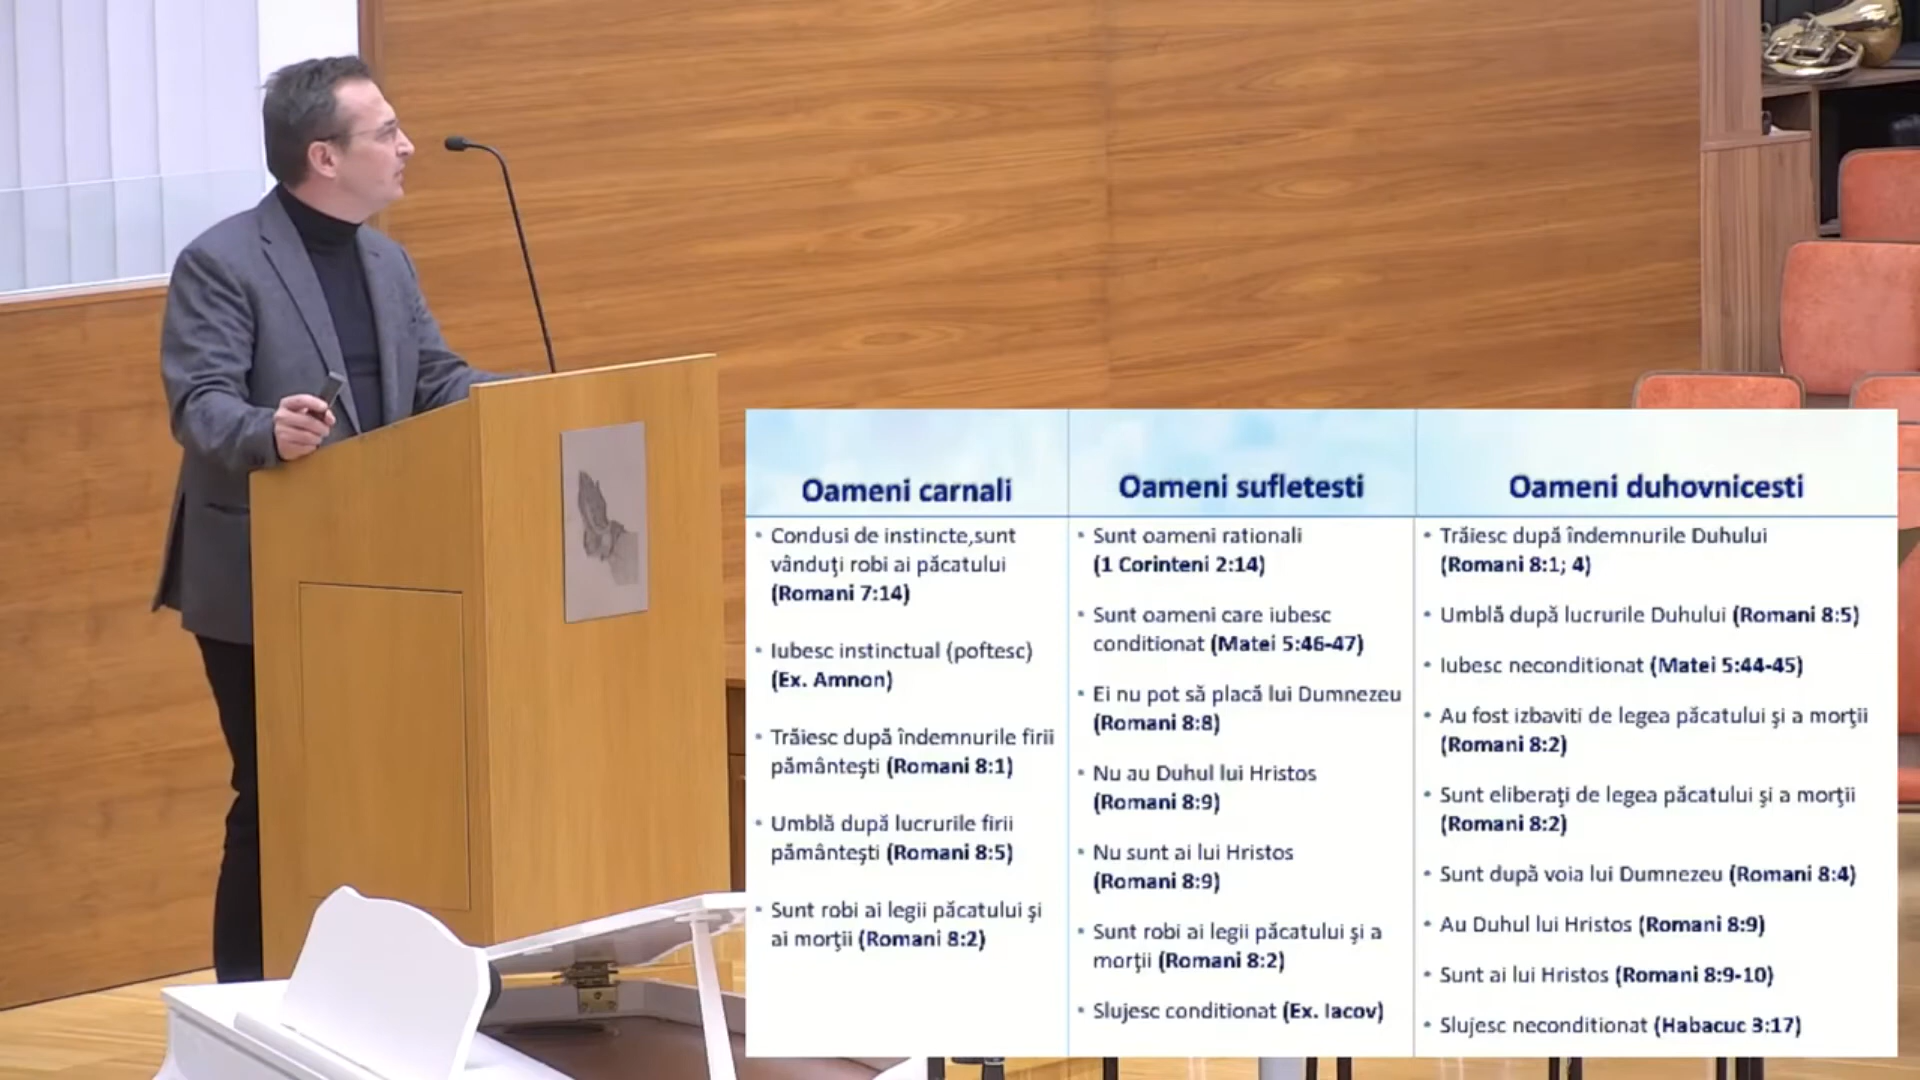 Oameni carnali
Condusi de instincte,sunt
vânduţi robi ai păcatului
(Romani 7:14)
Iubesc instinctual (poftesc)
(Ex. Amnon)
Trăiesc după îndemnurile firii
pământeşti (Romani 8:1)
Umblă după lucrurile firii
pământeşti (Romani 8:5)
Sunt robi ai legii păcatului şi
ai morţii (Romani 8:2)
Oameni sufletesti
Sunt oameni rationali
(1 Corinteni 2:14)
Sunt oameni care iubesc
conditionat (Matei 5:46-47)
Ei nu pot să placă lui Dumnezeu
(Romani 8:8)
Nu au Duhul lui Hristos
(Romani 8:9)
Nu sunt ai lui Hristos
(Romani 8:9)
Sunt robi ai legii păcatului şi a
morţii (Romani 8:2)
Slujesc conditionat (Ex. Iacov)
Oameni duhovnicesti
Trăiesc după îndemnurile Duhului
(Romani 8:1; 4)
Umblă după lucrurile Duhului (Romani 8:5)
Iubesc neconditionat (Matei 5:44-45)
Au fost izbaviti de legea păcatului şi a morţii
(Romani 8:2)
Sunt eliberaţi de legea păcatului şi a morţii
(Romani 8:2)
Sunt după voia lui Dumnezeu (Romani 8:4)
Au Duhul lui Hristos (Romani 8:9)
Sunt ai lui Hristos (Romani 8:9-10)
Slujesc neconditionat (Habacuc 3:17)